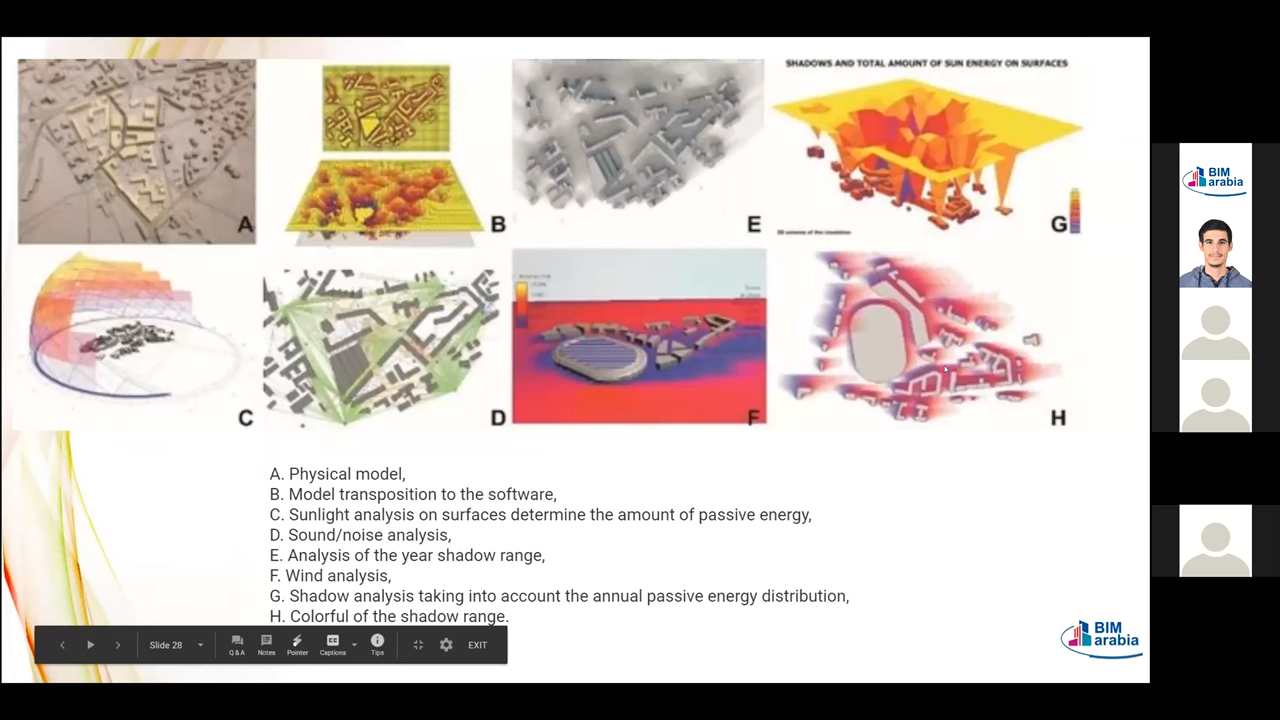 SHADOWS AND TOTAL AMOUNT OF SUN ENERGY ON SURFACES
A
B
E
G
C
D
F
H
A. Physical model,
B. Model transposition to the software,
C. Sunlight analysis on surfaces determine the amount of passive energy,
D. Sound/noise analysis,
E. Analysis of the year shadow range,
F. Wind analysis,
G. Shadow analysis taking into account the annual passive energy distribution,
H. Colorful of the shadow range.
Slide 28
Q & A
Notes
Pointer
Captions
Tips
EXIT
BIM
arabia
BIM
arabia